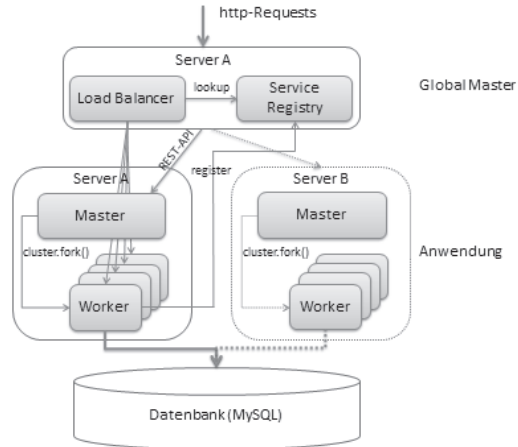 http-Requests
Server A
Load Balancer
lookup
Service
Registry
Global Master
REST-API
register
Server A
Server B
Master
Master
cluster.fork()
cluster.fork()
Anwendung
Worker
Worker
Datenbank (MySQL)